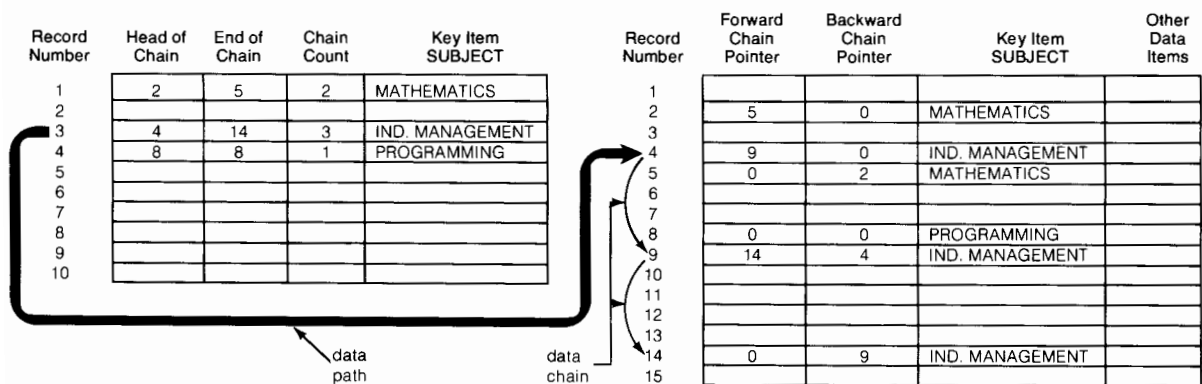 Record Number Head of Chain End of Chain Chain Count Key Item SUBJECT
1 2 5 2 MATHEMATICS
2
3 4 14 3 IND. MANAGEMENT
4 8 8 1 PROGRAMMING
5
6
7
8
9
10
data path
Record Number Forward Chain Pointer Backward Chain Pointer Key Item SUBJECT Other Data Items
1
2 5 0 MATHEMATICS
3
4 9 0 IND. MANAGEMENT
5 0 2 MATHEMATICS
6
7
8 0 0 PROGRAMMING
9 14 4 IND. MANAGEMENT
10
11
12
13
14 0 9 IND. MANAGEMENT
15
data chain